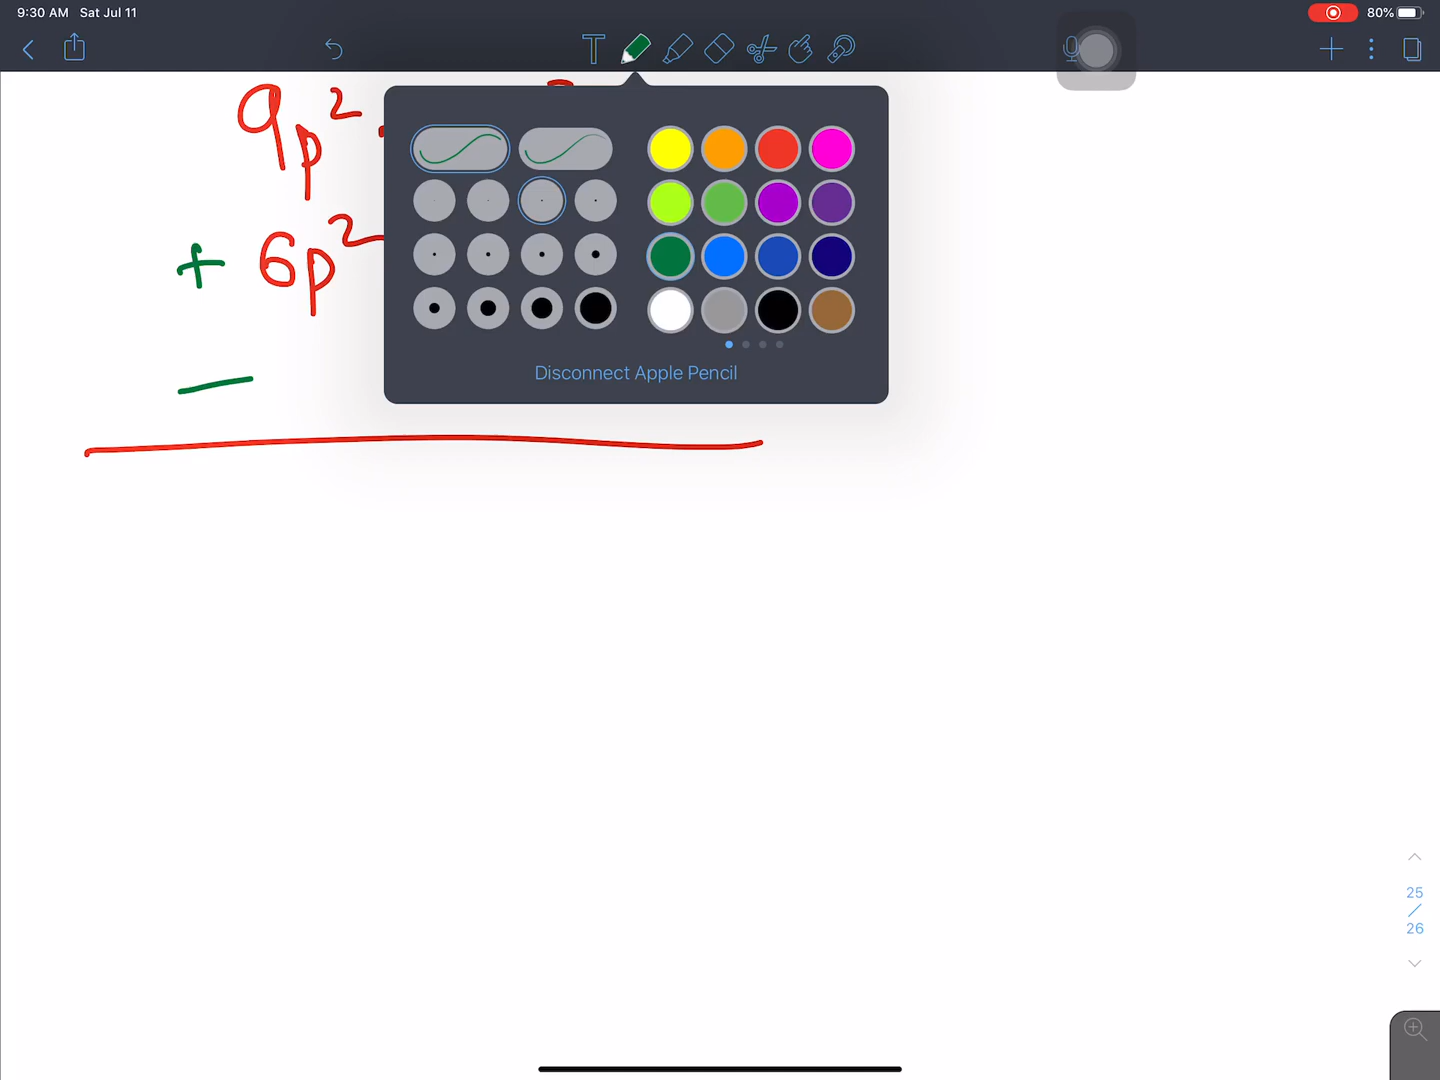 9:30 AM Sat Jul 11 80%
T
9p²
+ 6p²
—
Disconnect Apple Pencil
25
/
26